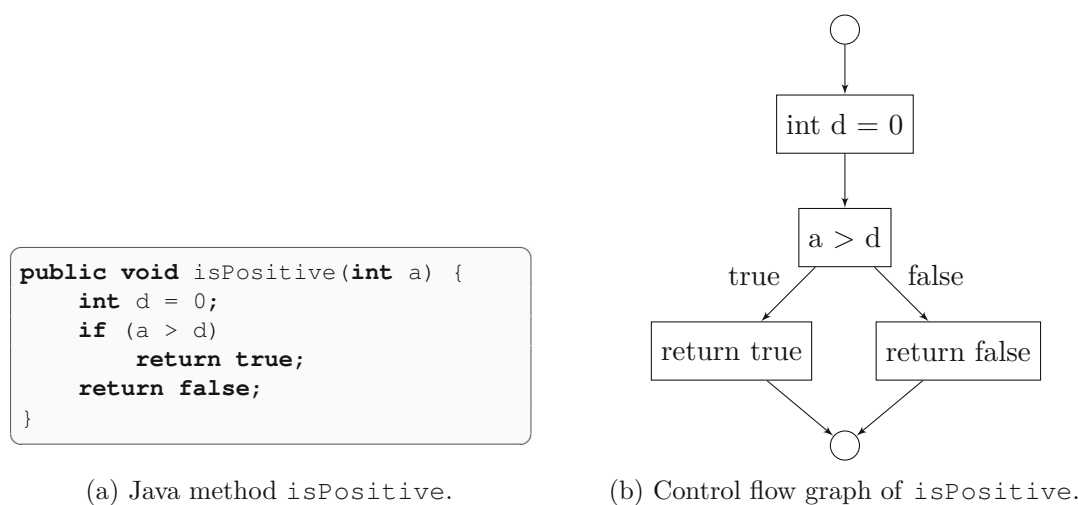 public void isPositive(int a) {
    int d = 0;
    if (a > d)
        return true;
    return false;
}
(a) Java method isPositive.
int d = 0
a > d
true
false
return true
return false
(b) Control flow graph of isPositive.